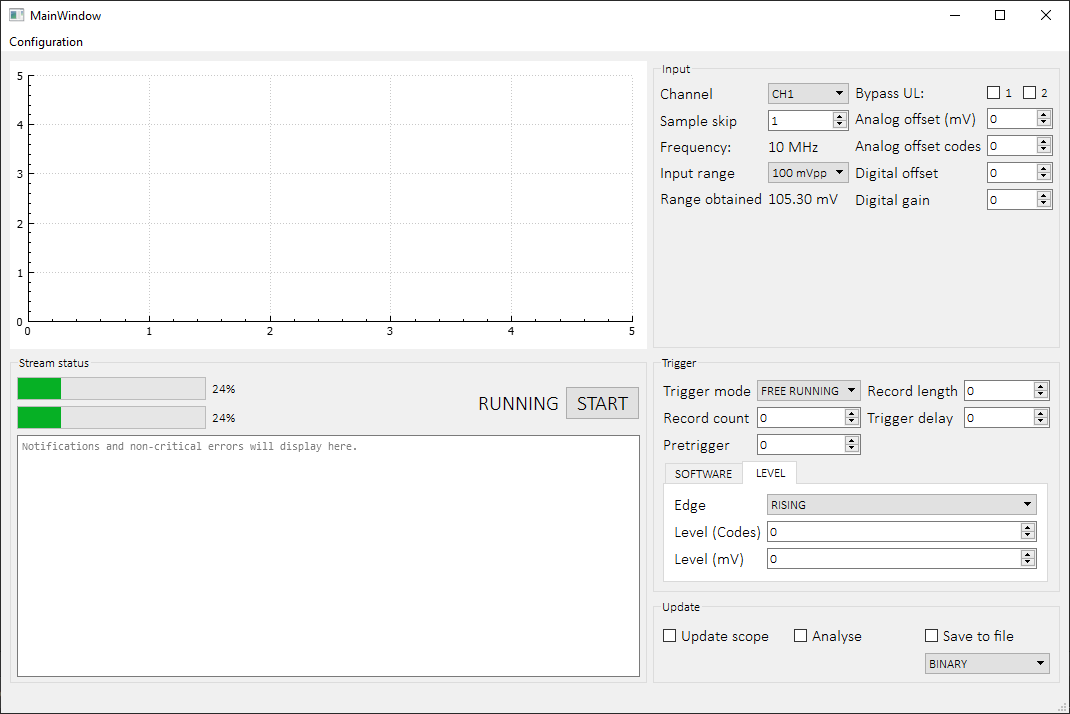 MainWindow
Configuration
5
4
3
2
1
0
0 1 2 3 4 5
Input
Channel CH1 Bypass UL: 1 2
Sample skip 1 Analog offset (mV) 0
Frequency: 10 MHz Analog offset codes 0
Input range 100 mVpp Digital offset 0
Range obtained 105.30 mV Digital gain 0
Stream status
24%
24%
RUNNING START
Notifications and non-critical errors will display here.
Trigger
Trigger mode FREE RUNNING Record length 0
Record count 0 Trigger delay 0
Pretrigger 0
SOFTWARE LEVEL
Edge RISING
Level (Codes) 0
Level (mV) 0
Update
Update scope Analyse Save to file
BINARY